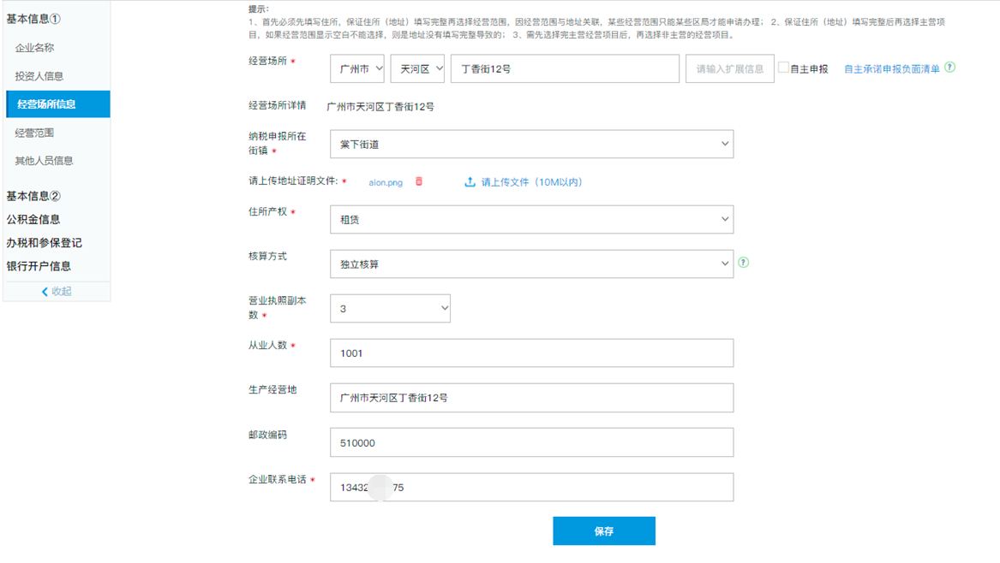 基本信息①
企业名称
投资人信息
经营场所信息
经营范围
其他人员信息
基本信息②
公积金信息
办税和参保登记
银行开户信息
收起
提示:
1、首先必须先填写住所，保证住所（地址）填写完整再选择经营范围，因经营范围与地址关联，某些经营范围只能某些区局才能申请办理； 2、保证住所（地址）填写完整后再选择主营项
目，如果经营范围显示空白不能选择，则是地址没有填写完整导致的； 3、需先选择完主营经营项目后，再选择非主营的经营项目。
经营场所 * 广州市 天河区 丁香街12号 请输入扩展信息 自主申报 自主承诺申报负面清单 ?
经营场所详情 广州市天河区丁香街12号
纳税申报所在
街镇 * 棠下街道
请上传地址证明文件: * aion.png 请上传文件（10M以内）
住所产权 * 租赁
核算方式 独立核算 ?
营业执照副本
数 * 3
从业人数 * 1001
生产经营地 广州市天河区丁香街12号
邮政编码 510000
企业联系电话 * 13432 75
保存